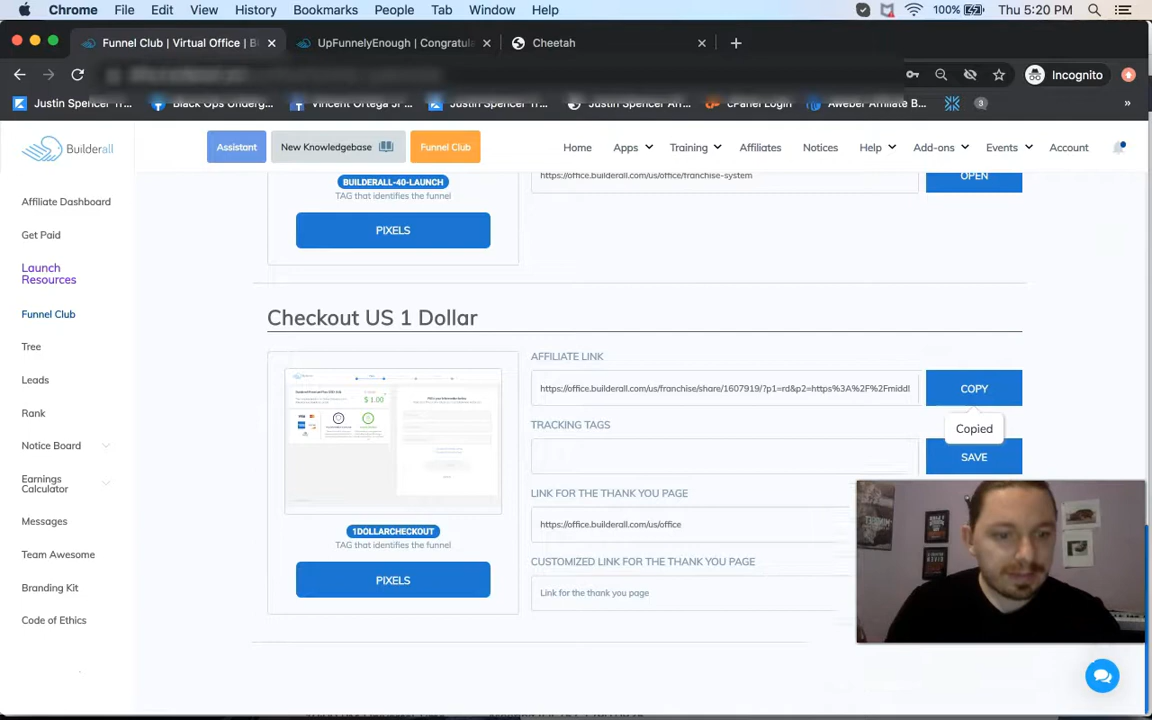 Chrome File Edit View History Bookmarks People Tab Window Help 100% Thu 5:20 PM
Funnel Club | Virtual Office | B UpFunnelyEnough | Congratula Cheetah
Incognito
Justin Spencer Tr... Black Ops Underg... Vincent Ortega Jr ... Justin Spencer Tr... Justin Spencer Aff... cPanel Login Aweber Affiliate B... 3 »
Builderall Assistant New Knowledgebase Funnel Club Home Apps Training Affiliates Notices Help Add-ons Events Account
BUILDERALL-40-LAUNCH https://office.builderall.com/us/office/franchise-system OPEN
TAG that identifies the funnel
PIXELS
Affiliate Dashboard
Get Paid
Launch
Resources
Funnel Club
Tree
Leads
Rank
Notice Board
Earnings
Calculator
Messages
Team Awesome
Branding Kit
Code of Ethics
Checkout US 1 Dollar
$ 1.00
1DOLLARCHECKOUT
TAG that identifies the funnel
PIXELS
AFFILIATE LINK
https://office.builderall.com/us/franchise/share/1607919/?p1=rd&p2=https%3A%2F%2Fmiddl COPY
Copied
TRACKING TAGS
SAVE
LINK FOR THE THANK YOU PAGE
https://office.builderall.com/us/office
CUSTOMIZED LINK FOR THE THANK YOU PAGE
Link for the thank you page